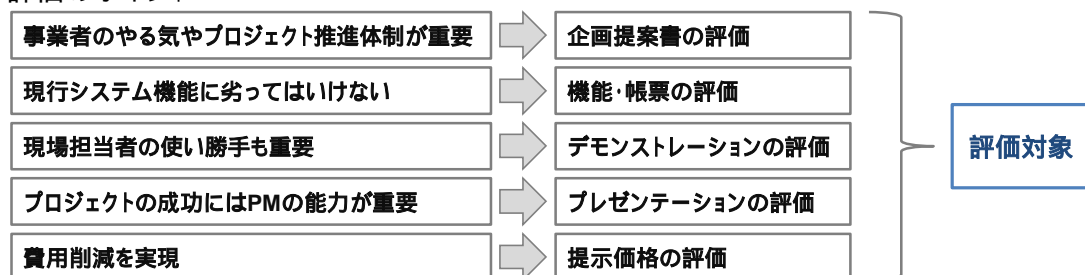 事業者のやる気やプロジェクト推進体制が重要
企画提案書の評価
現行システム機能に劣ってはいけない
機能・帳票の評価
現場担当者の使い勝手も重要
デモンストレーションの評価
評価対象
プロジェクトの成功にはPMの能力が重要
プレゼンテーションの評価
費用削減を実現
提示価格の評価